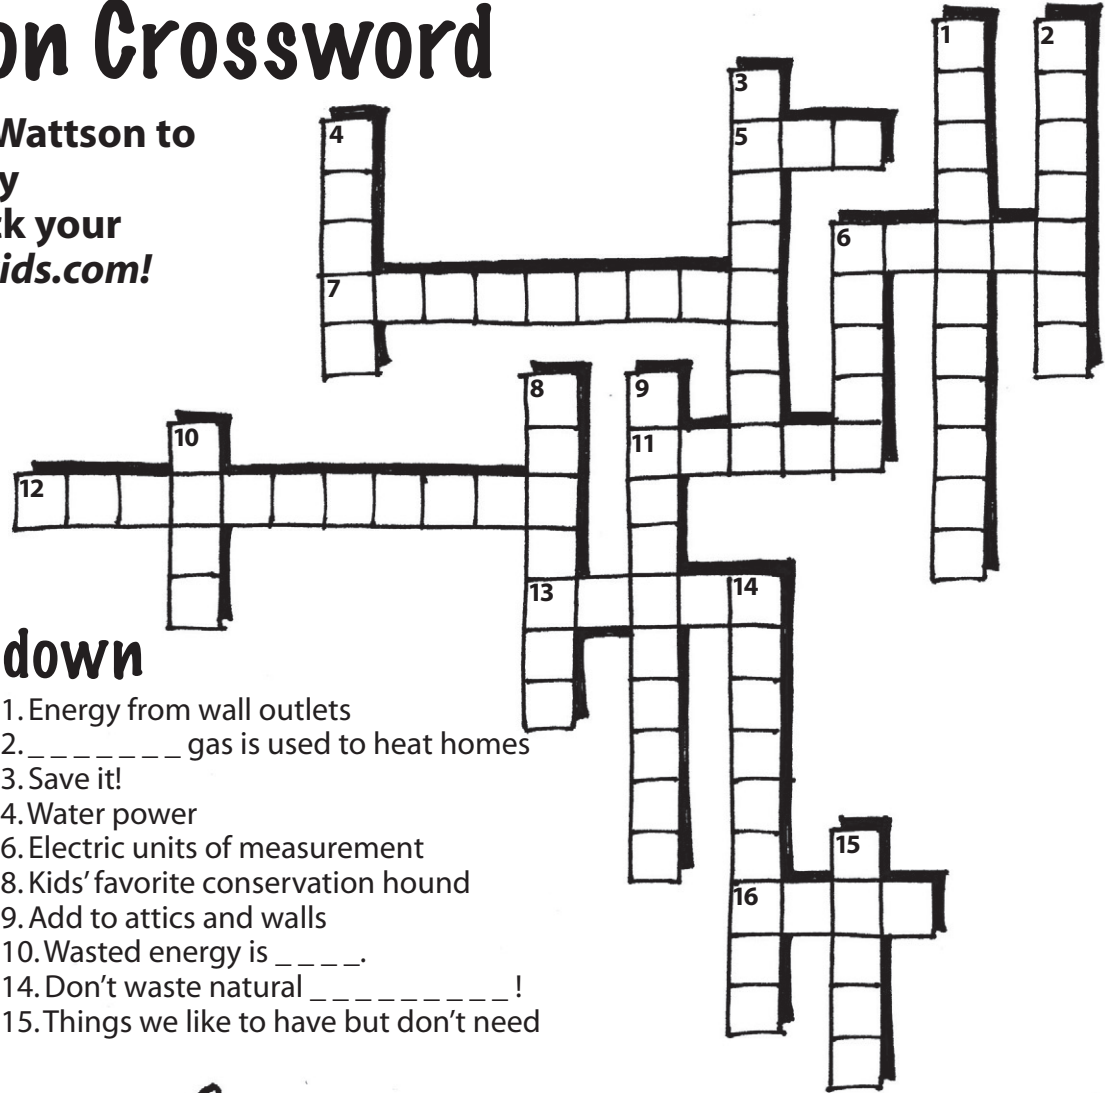 on Crossword
Wattson to
y
ck your
kids.com!
1 2
3
4 5
6
7
8 9
10 11
12
13 14
down
1. Energy from wall outlets
2. _ _ _ _ _ _ _ gas is used to heat homes
3. Save it!
4. Water power
6. Electric units of measurement
8. Kids’ favorite conservation hound
9. Add to attics and walls
10. Wasted energy is _ _ _ _.
14. Don’t waste natural _ _ _ _ _ _ _ _ _ !
15. Things we like to have but don’t need
15
16